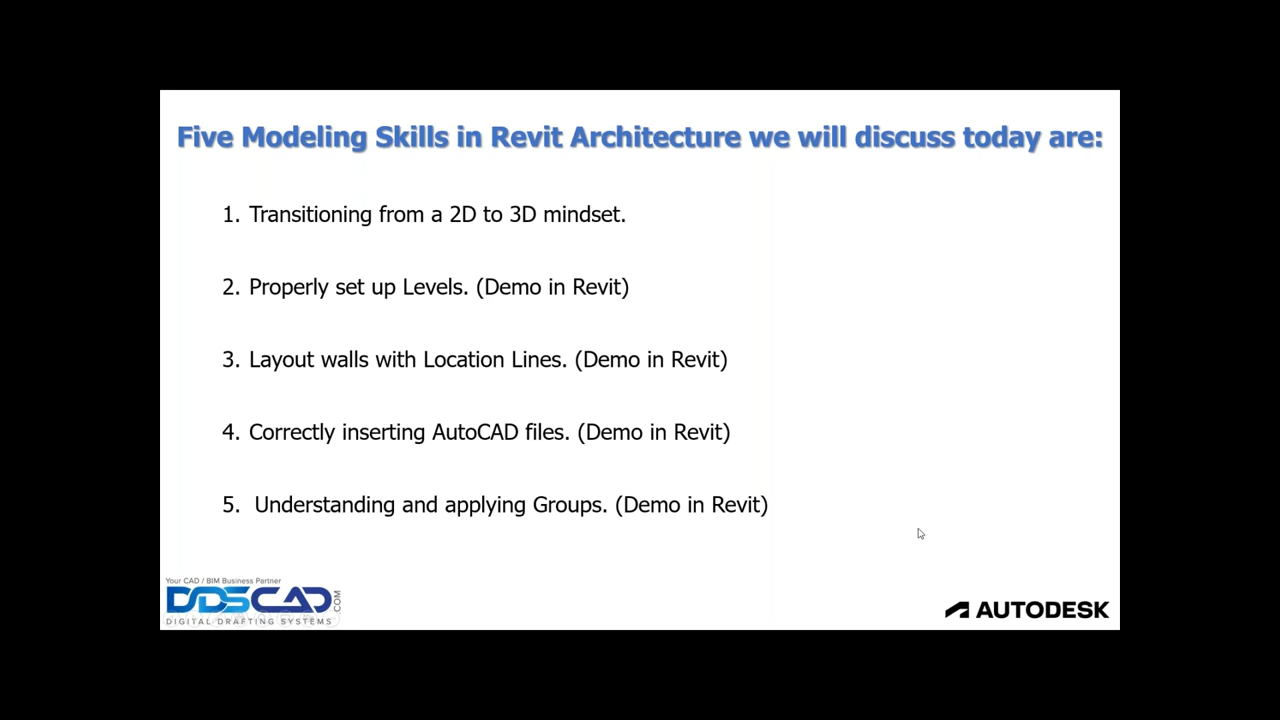 Five Modeling Skills in Revit Architecture we will discuss today are:
1. Transitioning from a 2D to 3D mindset.
2. Properly set up Levels. (Demo in Revit)
3. Layout walls with Location Lines. (Demo in Revit)
4. Correctly inserting AutoCAD files. (Demo in Revit)
5. Understanding and applying Groups. (Demo in Revit)
Your CAD / BIM Business Partner
DDSCAD .COM
DIGITAL DRAFTING SYSTEMS
AUTODESK